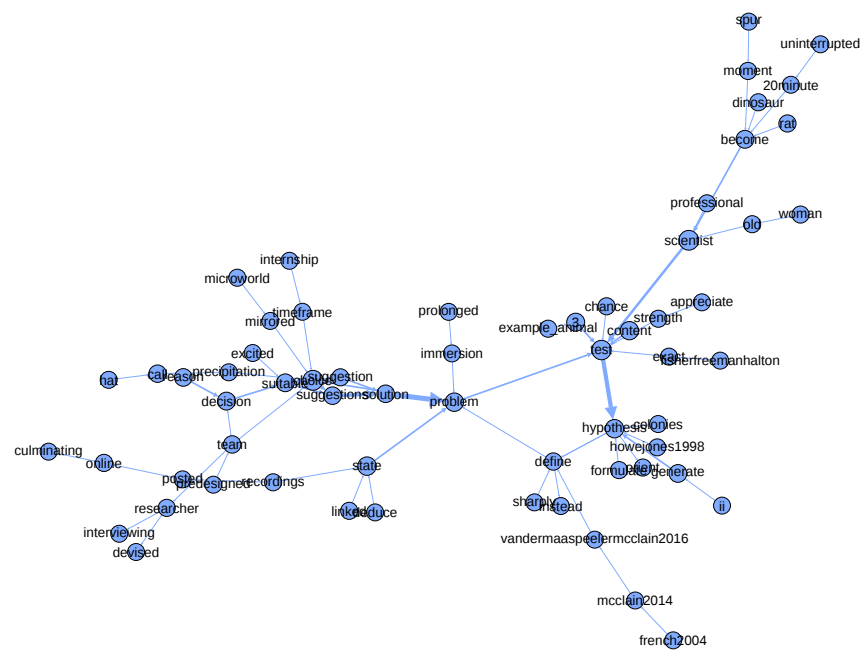 spur
uninterrupted
moment
20minute
dinosaur
rat
become
professional
woman
old
scientist
internship
microworld
timeframe
mirrored
prolonged
chance
appreciate
strength
3
content
example_animal
test
immersion
exact
fisherfreemanhalton
excited
precipitation
call
reason
hat
suitable
suggestion
suggestions
solution
decision
problem
hypothesis
colonies
team
howejones1998
culminating
online
define
state
formulate
generate
posted
predesigned
recordings
sharply
instead
ii
researcher
linked
deduce
interviewing
devised
vandermaaspeelermcclain2016
mcclain2014
french2004